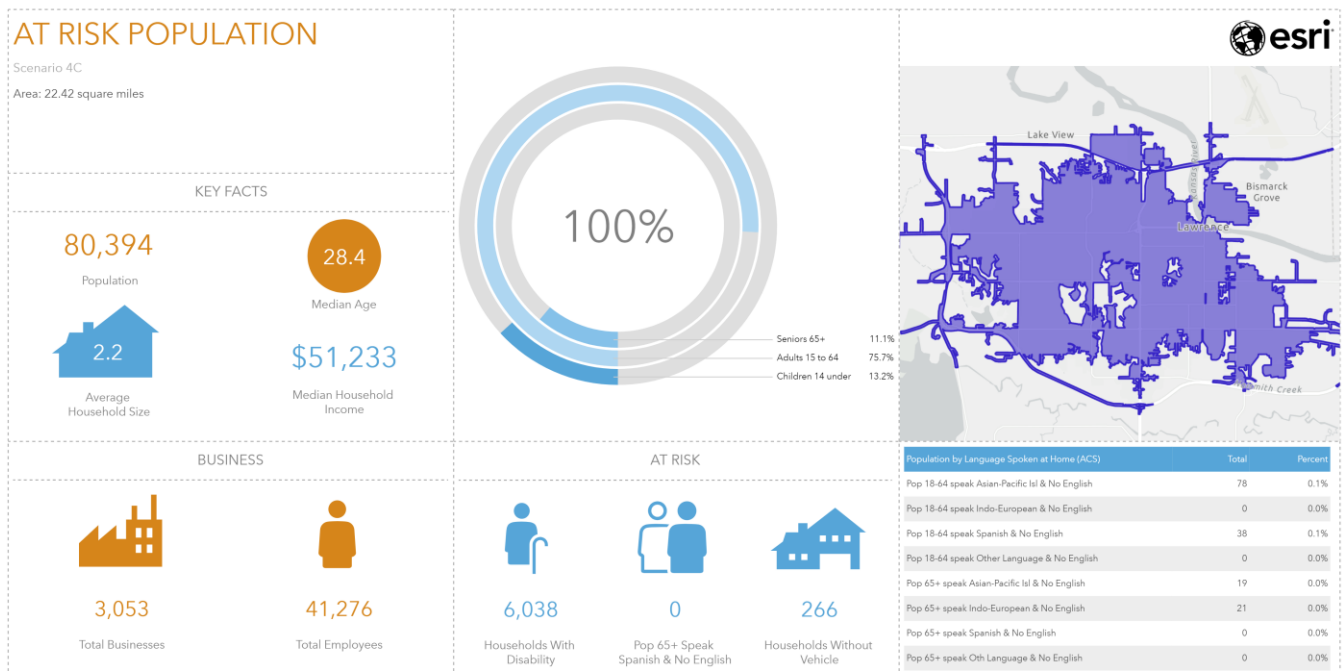 AT RISK POPULATION
Scenario 4C
Area: 22.42 square miles
KEY FACTS
80,394
Population
28.4
Median Age
2.2
Average
Household Size
$51,233
Median Household
Income
100%
Seniors 65+ 11.1%
Adults 15 to 64 75.7%
Children 14 under 13.2%
esri
Lake View
Kansas River
Bismarck
Grove
Lawrence
Creek
BUSINESS
3,053
Total Businesses
41,276
Total Employees
AT RISK
6,038
Households With
Disability
0
Pop 65+ Speak
Spanish & No English
266
Households Without
Vehicle
Population by Language Spoken at Home (ACS) Total Percent
Pop 18-64 speak Asian-Pacific Isl & No English 78 0.1%
Pop 18-64 speak Indo-European & No English 0 0.0%
Pop 18-64 speak Spanish & No English 38 0.1%
Pop 18-64 speak Other Language & No English 0 0.0%
Pop 65+ speak Asian-Pacific Isl & No English 19 0.0%
Pop 65+ speak Indo-European & No English 21 0.0%
Pop 65+ speak Spanish & No English 0 0.0%
Pop 65+ speak Oth Language & No English 0 0.0%